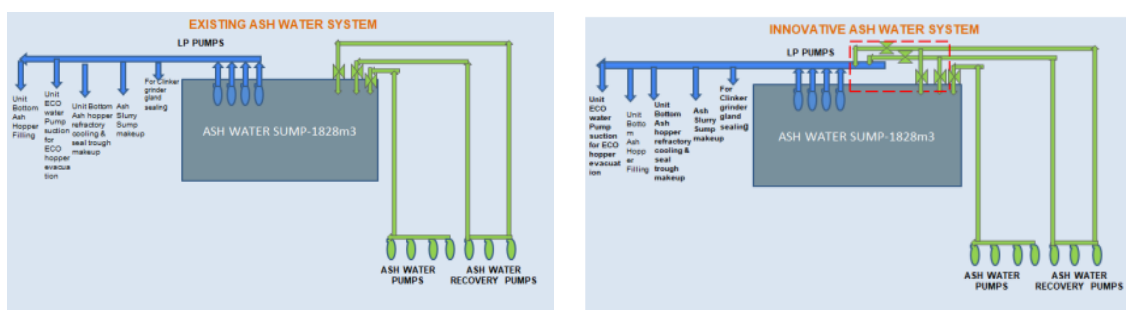 EXISTING ASH WATER SYSTEM
LP PUMPS
Unit
Bottom
Ash
Hopper
Filling
Unit
ECO
water
Pump
suction
for
ECO
hopper
evacua
tion
Unit Bottom
Ash hopper
refractory
cooling &
seal trough
makeup
Ash
Slurry
Sump
makeup
For Clinker
grinder
gland
sealing
ASH WATER SUMP-1828m3
ASH WATER
PUMPS
ASH WATER
RECOVERY PUMPS
INNOVATIVE ASH WATER SYSTEM
LP PUMPS
Unit
ECO
water
Pump
suction
for ECO
hopper
evacuat
ion
Unit
Botto
m
Ash
Hopp
er
Filling
Unit
Bottom
Ash
hopper
refractory
cooling &
seal
trough
makeup
Ash
Slurry
Sump
makeup
For
Clinker
grinder
gland
sealing
ASH WATER SUMP-1828m3
ASH WATER
PUMPS
ASH WATER
RECOVERY PUMPS